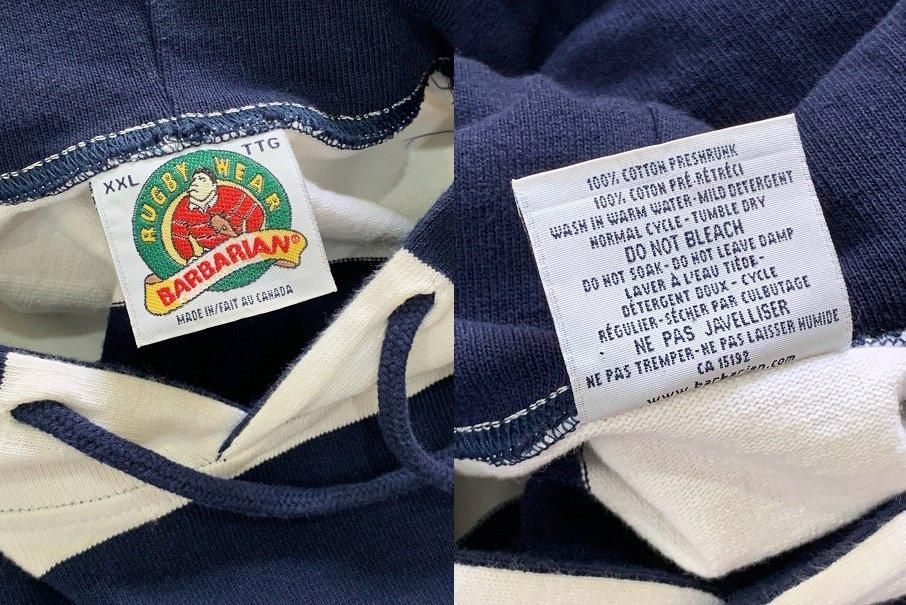 XXL TTG
RUGBY WEAR
BARBARIAN®
MADE IN/FAIT AU CANADA
100% COTTON PRESHRUNK
100% COTON PRÉ RÉTRÉCI
WASH IN WARM WATER-MILD DETERGENT
NORMAL CYCLE - TUMBLE DRY
DO NOT BLEACH
DO NOT SOAK - DO NOT LEAVE DAMP
LAVER À L'EAU TIÈDE-
DÉTERGENT DOUX - CYCLE
RÉGULIER-SÉCHER PAR CULBUTAGE
NE PAS JAVELLISER
NE PAS TREMPER-NE PAS LAISSER HUMIDE
CA 15192
www.barbarian.com